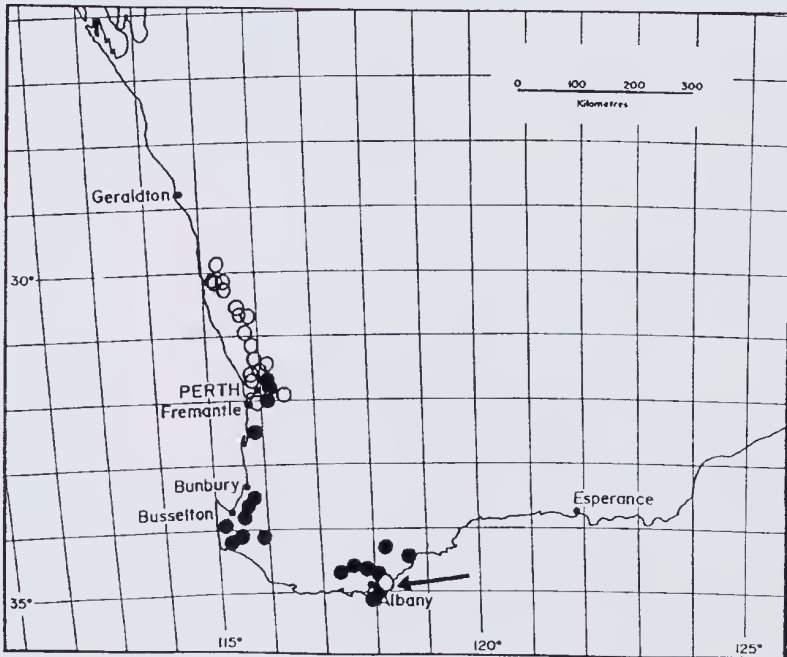 0 100 200 300
Kilometres
Geraldton
30°
PERTH
Fremantle
Bunbury
Busselton
Esperance
Albany
35°
115°
120°
125°